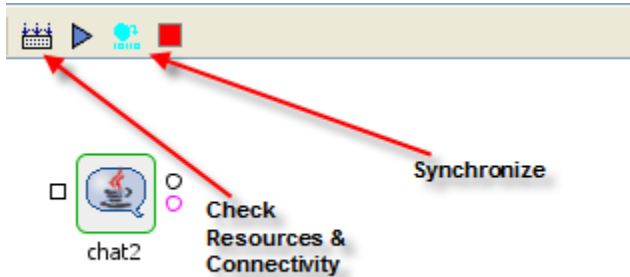 Synchronize
Check
Resources &
Connectivity
chat2